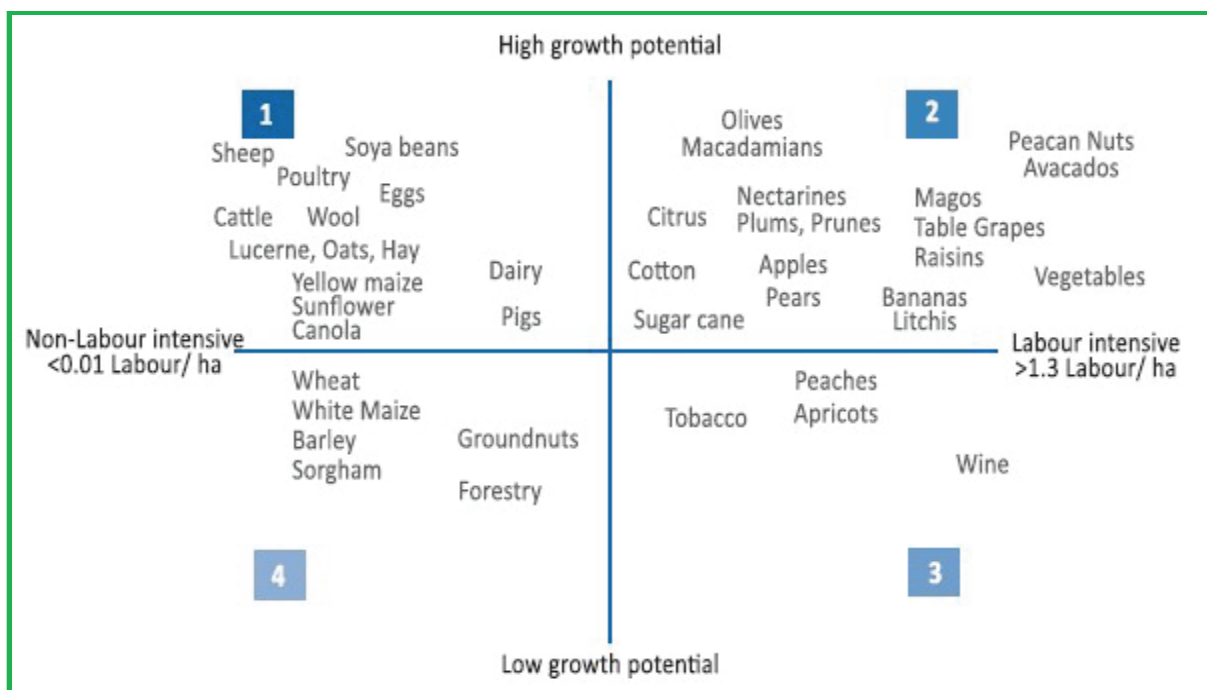 High growth potential
1
Sheep
Soya beans
Poultry
Eggs
Cattle
Wool
Lucerne, Oats, Hay
Yellow maize
Sunflower
Canola
Dairy
Pigs
2
Olives
Macadamians
Peacan Nuts
Avacados
Citrus
Nectarines
Plums, Prunes
Magos
Table Grapes
Raisins
Cotton
Apples
Pears
Vegetables
Sugar cane
Bananas
Litchis
Non-Labour intensive
<0.01 Labour/ ha
Labour intensive
>1.3 Labour/ ha
Wheat
White Maize
Barley
Sorgham
Groundnuts
Forestry
4
Tobacco
Peaches
Apricots
Wine
3
Low growth potential